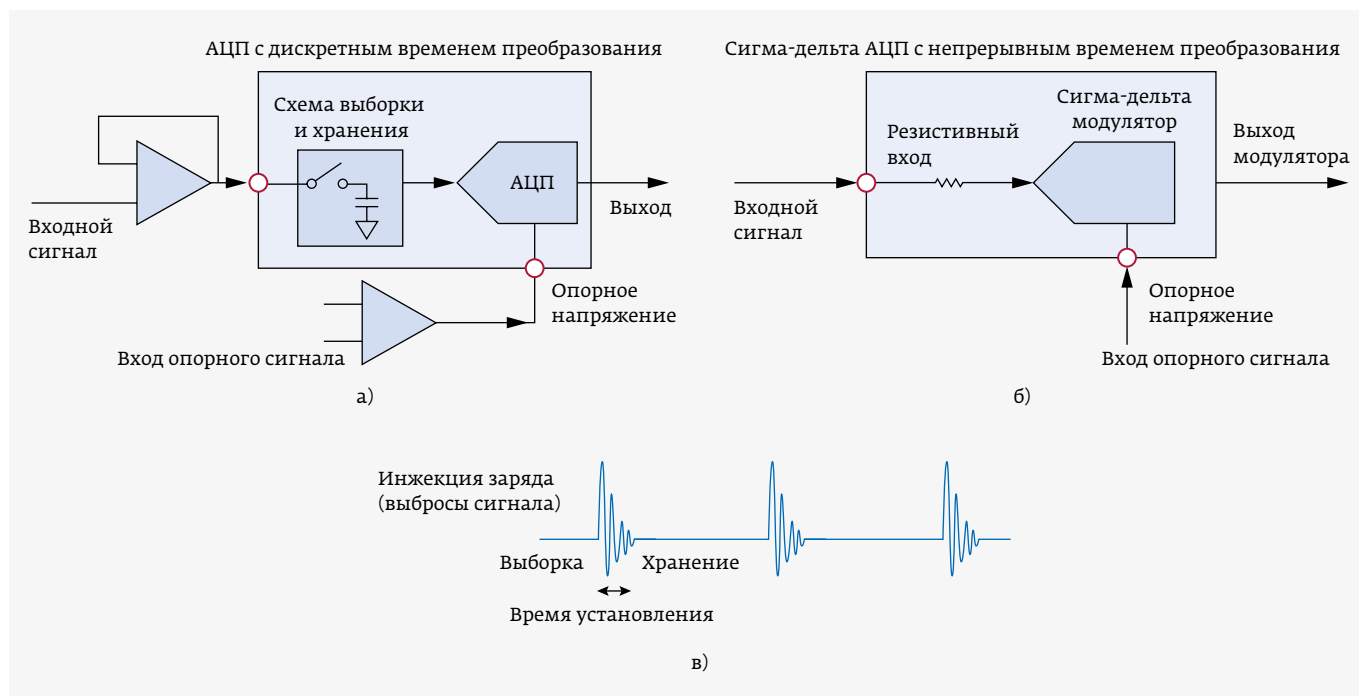 АЦП с дискретным временем преобразования
Схема выборки
и хранения
АЦП
Входной
сигнал
Выход
Опорное
напряжение
Вход опорного сигнала
а)
Сигма-дельта АЦП с непрерывным временем преобразования
Сигма-дельта
модулятор
Резистивный
вход
Выход
модулятора
Входной
сигнал
Опорное
напряжение
Вход опорного сигнала
б)
Инжекция заряда
(выбросы сигнала)
Выборка
Хранение
Время установления
в)